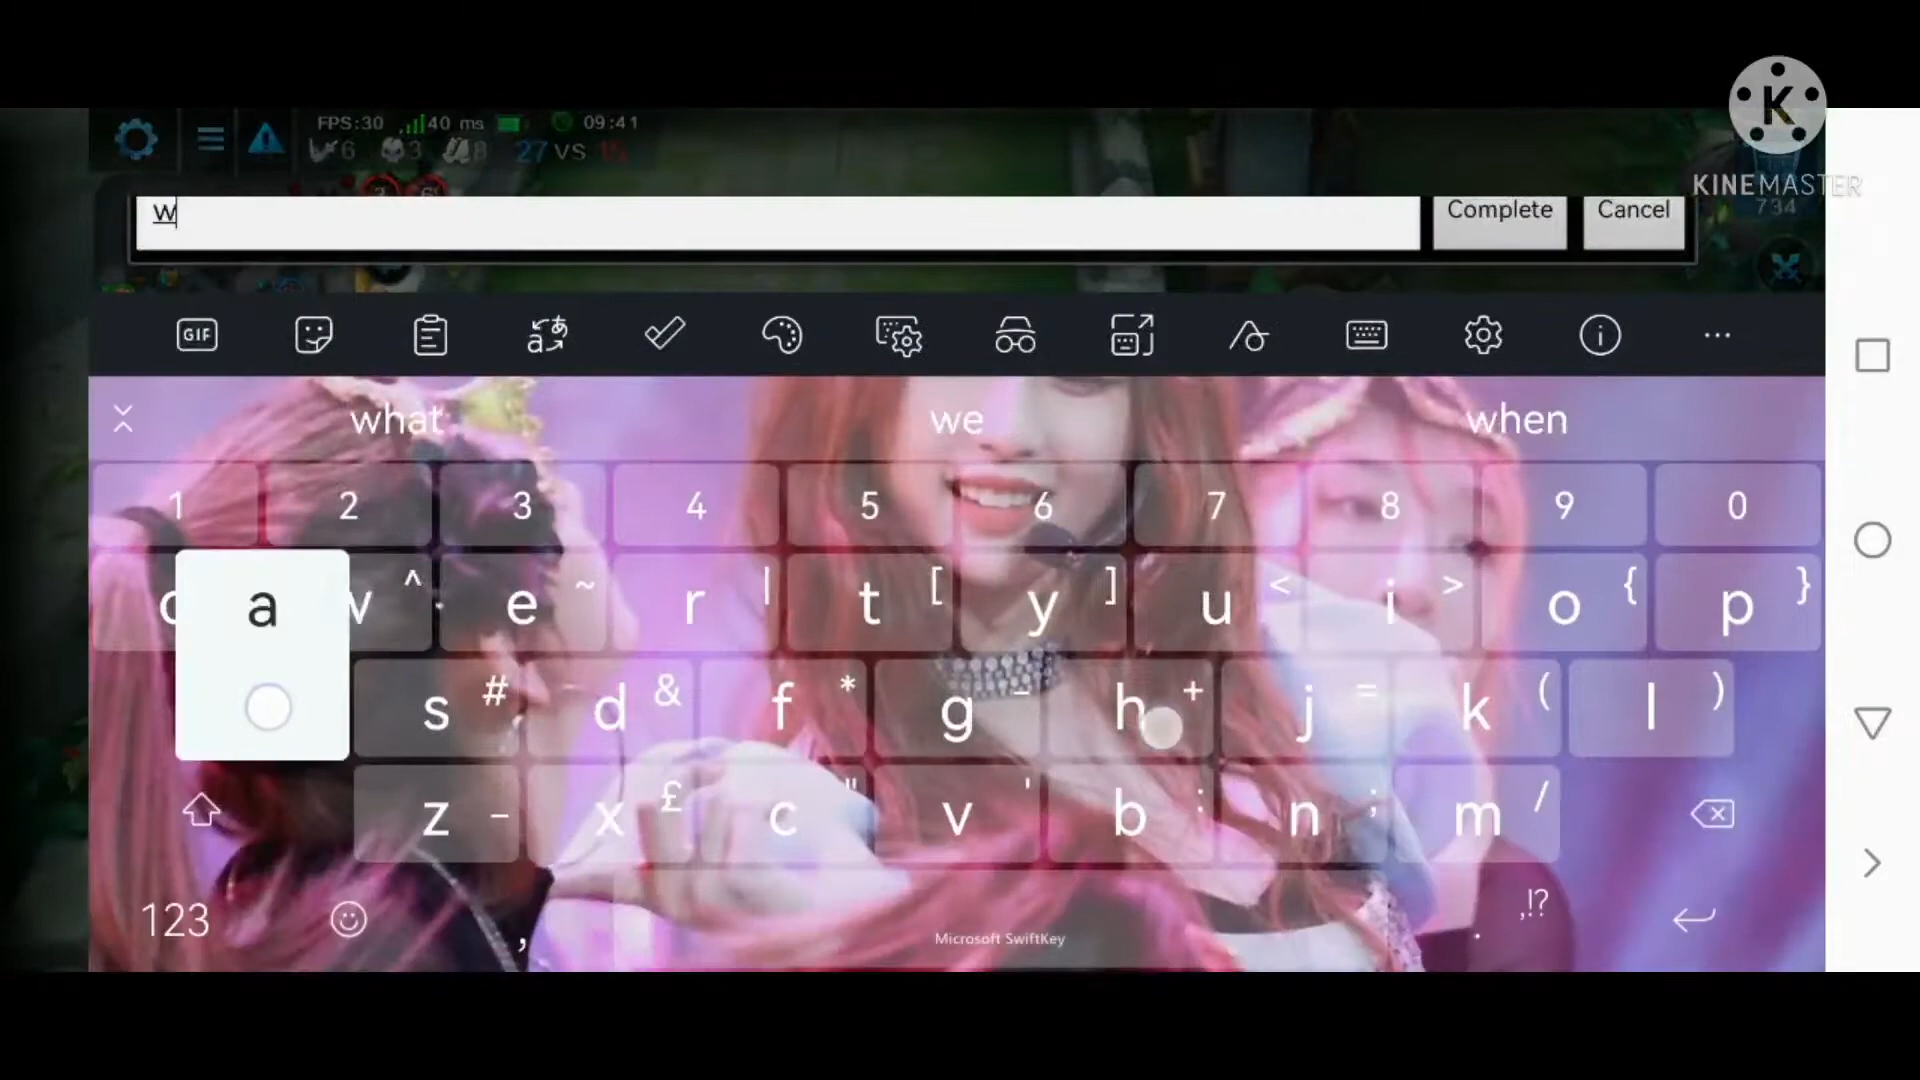 FPS:30 40 ms 09:41
6 3 8 27 VS 15
W Complete Cancel
KINEMASTER
734
GIF
what we when
1 2 3 4 5 6 7 8 9 0
a ^ e ~ r | t [ y ] u < i > o { p }
s # d & f * g - h + j = k ( l )
z _ x £ c " v ' b : n ; m /
123 , Microsoft SwiftKey . ,!?